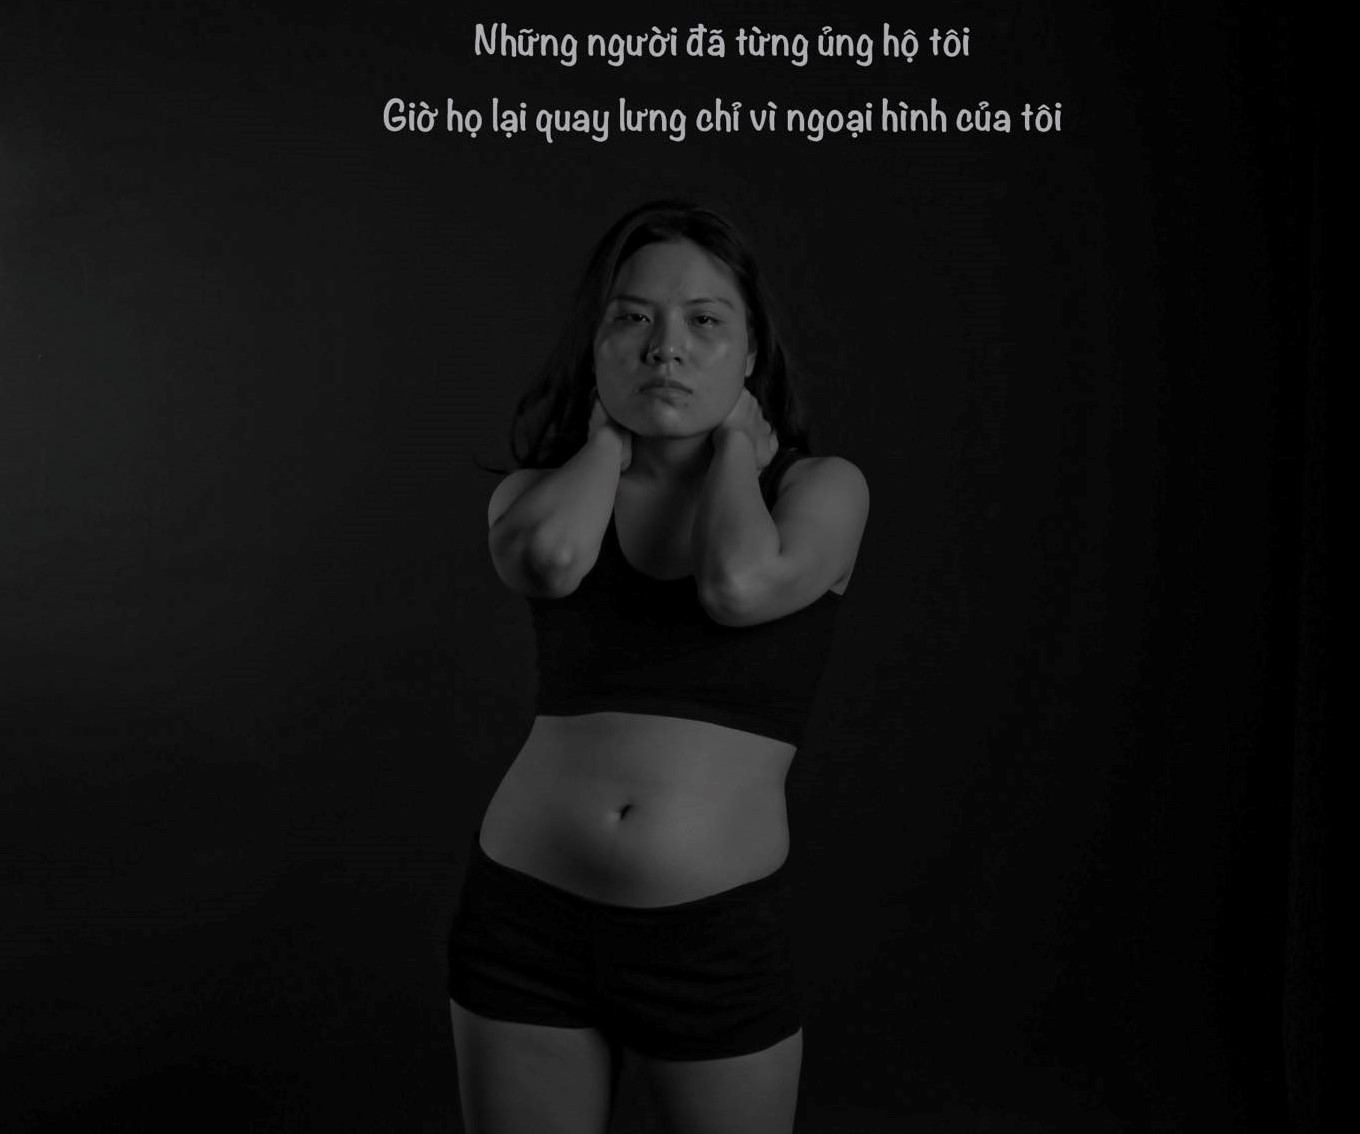 Những người đã từng ủng hộ tôi
Giờ họ lại quay lưng chỉ vì ngoại hình của tôi